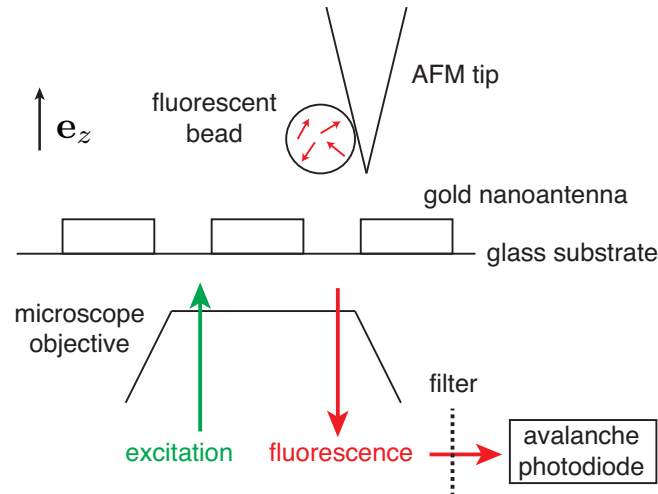 AFM tip
fluorescent
bead
e_z
gold nanoantenna
glass substrate
microscope
objective
filter
excitation
fluorescence
avalanche
photodiode